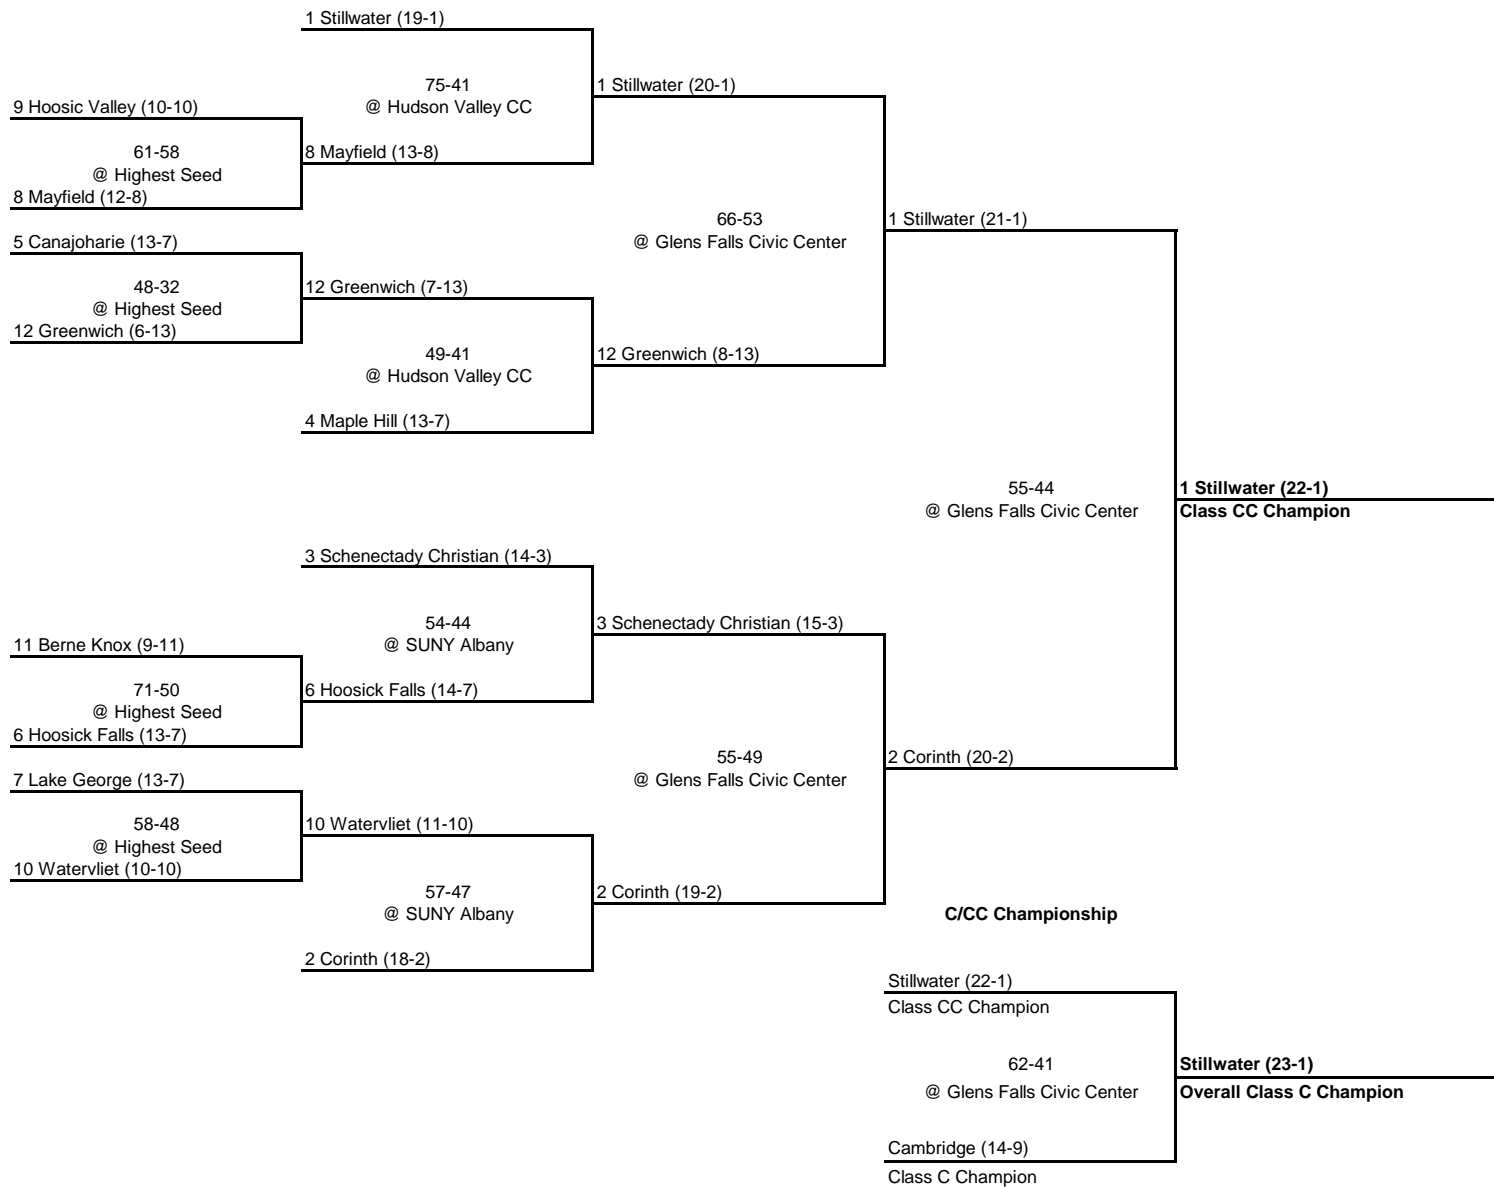 1 Stillwater (19-1)
75-41
@ Hudson Valley CC
1 Stillwater (20-1)
9 Hoosic Valley (10-10)
61-58
@ Highest Seed
8 Mayfield (13-8)
8 Mayfield (12-8)
66-53
@ Glens Falls Civic Center
1 Stillwater (21-1)
5 Canajoharie (13-7)
48-32
@ Highest Seed
12 Greenwich (7-13)
12 Greenwich (6-13)
49-41
@ Hudson Valley CC
12 Greenwich (8-13)
4 Maple Hill (13-7)
55-44
@ Glens Falls Civic Center
1 Stillwater (22-1)
Class CC Champion
3 Schenectady Christian (14-3)
54-44
@ SUNY Albany
3 Schenectady Christian (15-3)
11 Berne Knox (9-11)
71-50
@ Highest Seed
6 Hoosick Falls (14-7)
6 Hoosick Falls (13-7)
55-49
@ Glens Falls Civic Center
2 Corinth (20-2)
7 Lake George (13-7)
58-48
@ Highest Seed
10 Watervliet (11-10)
10 Watervliet (10-10)
57-47
@ SUNY Albany
2 Corinth (19-2)
2 Corinth (18-2)
C/CC Championship
Stillwater (22-1)
Class CC Champion
62-41
@ Glens Falls Civic Center
Stillwater (23-1)
Overall Class C Champion
Cambridge (14-9)
Class C Champion